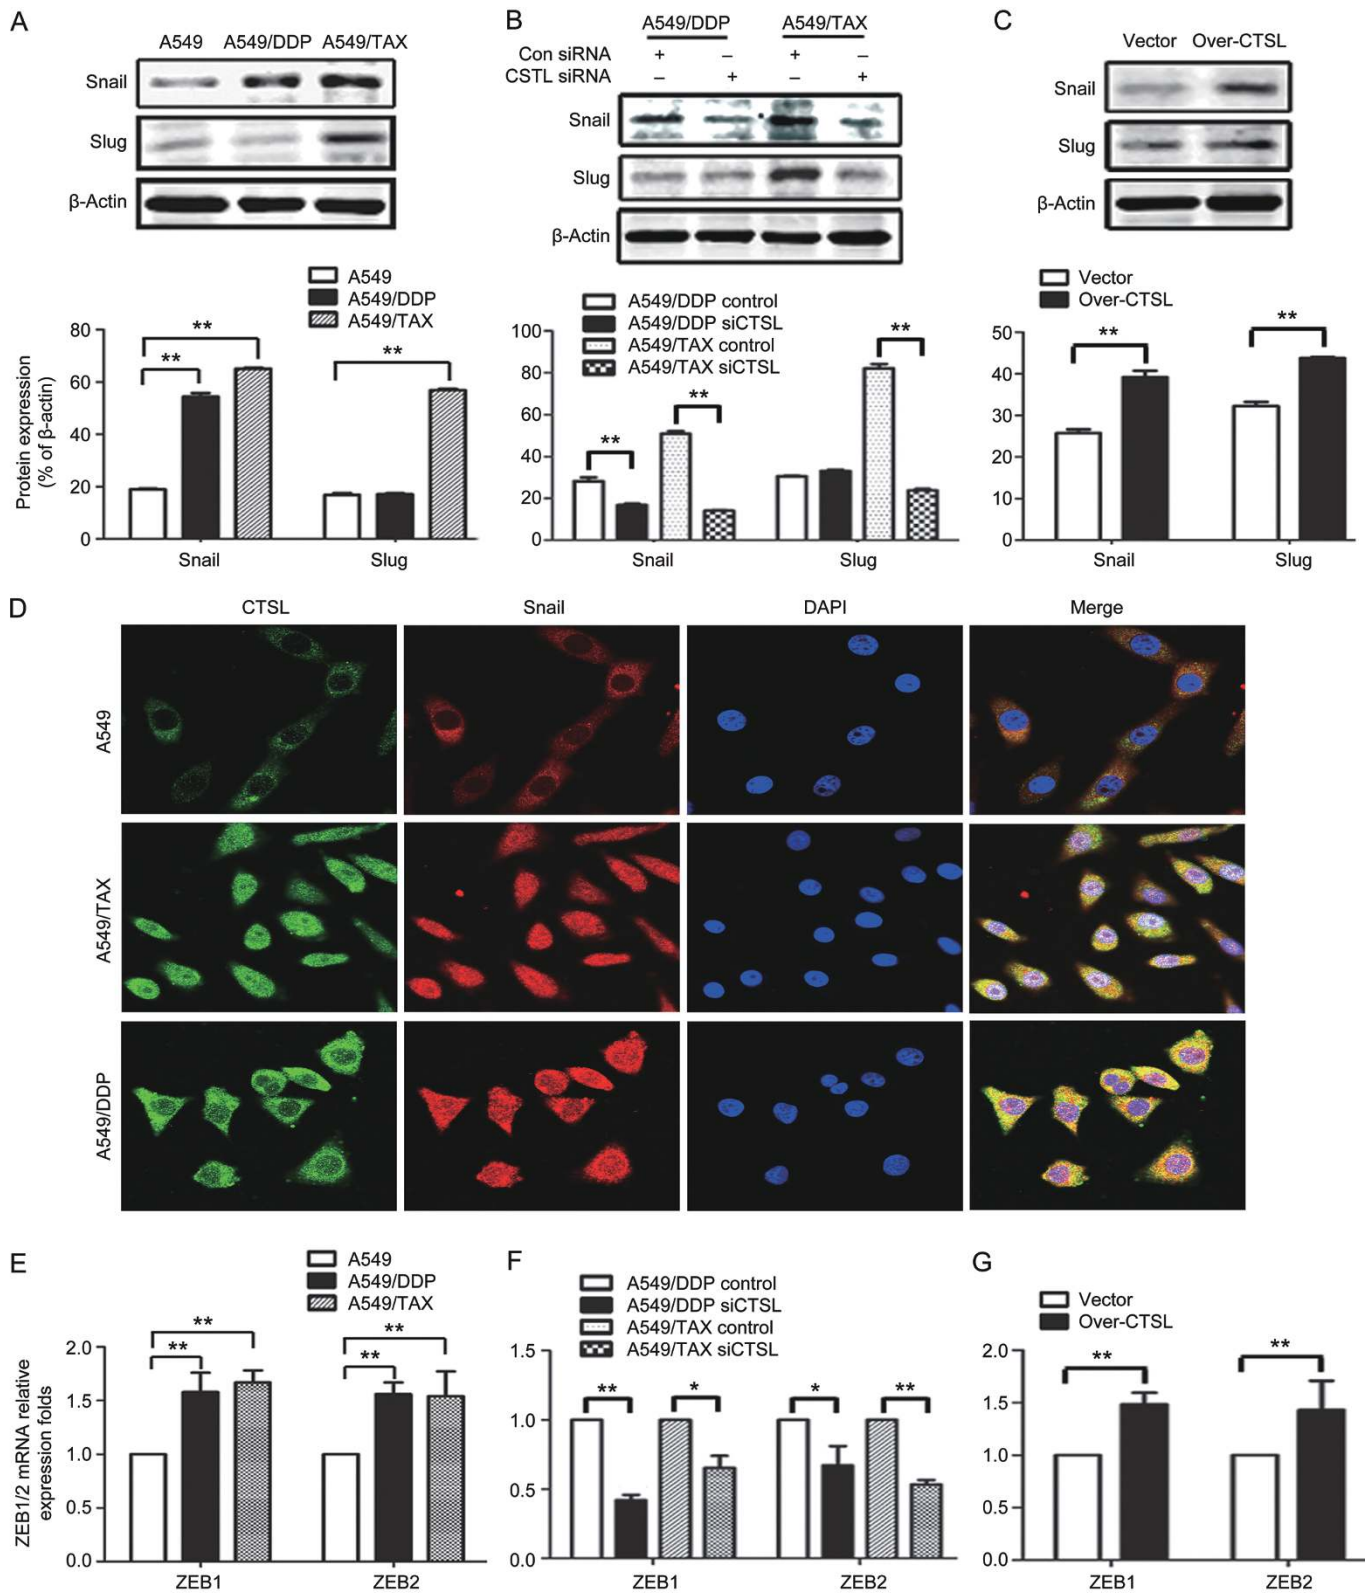 A
A549 A549/DDP A549/TAX
Snail
Slug
β-Actin
A549
A549/DDP
A549/TAX
Protein expression
(% of β-actin)
80
60
40
20
0
** ** **
Snail Slug
B
A549/DDP A549/TAX
Con siRNA + – + –
CSTL siRNA – + – +
Snail
Slug
β-Actin
A549/DDP control
A549/DDP siCTSL
A549/TAX control
A549/TAX siCTSL
100
80
60
40
20
0
** ** **
Snail Slug
C
Vector Over-CTSL
Snail
Slug
β-Actin
Vector
Over-CTSL
50
40
30
20
10
0
** **
Snail Slug
D
CTSL Snail DAPI Merge
A549
A549/TAX
A549/DDP
E
A549
A549/DDP
A549/TAX
ZEB1/2 mRNA relative
expression folds
2.0
1.5
1.0
0.5
0.0
** ** ** **
ZEB1 ZEB2
F
A549/DDP control
A549/DDP siCTSL
A549/TAX control
A549/TAX siCTSL
1.5
1.0
0.5
0.0
** * * **
ZEB1 ZEB2
G
Vector
Over-CTSL
2.0
1.5
1.0
0.5
0.0
** **
ZEB1 ZEB2